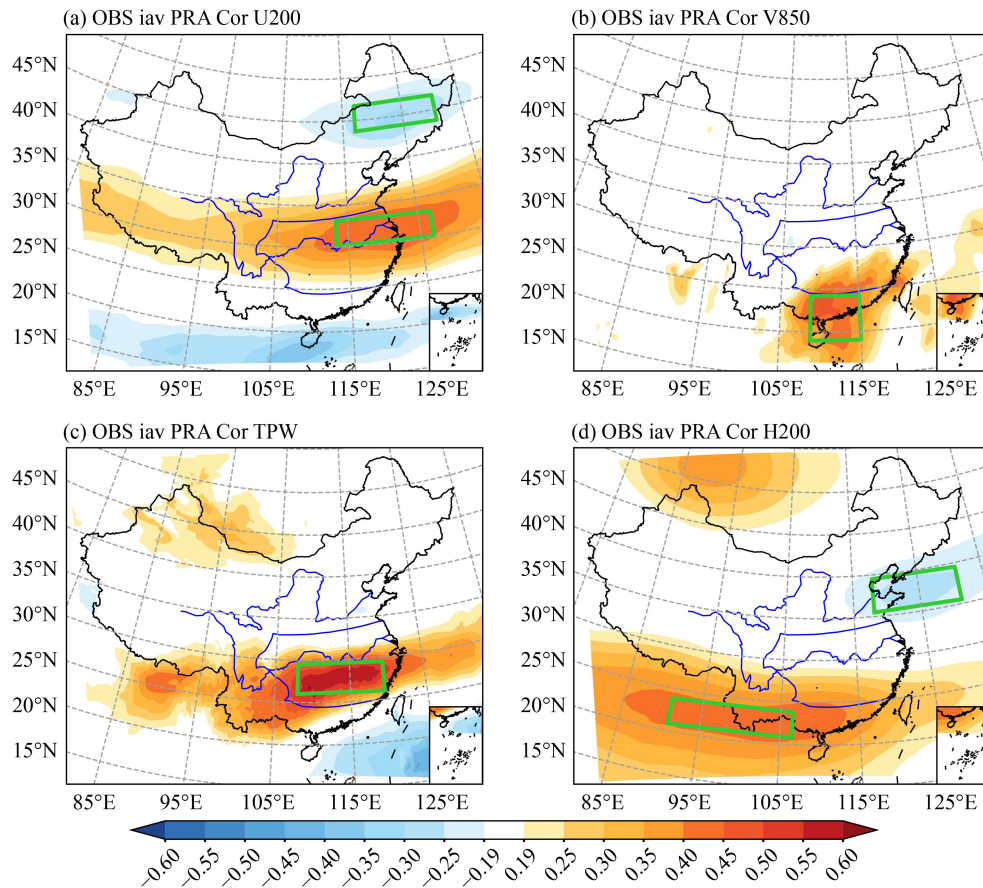 (a) OBS iav PRA Cor U200
(b) OBS iav PRA Cor V850
45°N
40°N
35°N
30°N
25°N
20°N
15°N
85°E 95°E 105°E 115°E 125°E
45°N
40°N
35°N
30°N
25°N
20°N
15°N
85°E 95°E 105°E 115°E 125°E
(c) OBS iav PRA Cor TPW
(d) OBS iav PRA Cor H200
45°N
40°N
35°N
30°N
25°N
20°N
15°N
85°E 95°E 105°E 115°E 125°E
45°N
40°N
35°N
30°N
25°N
20°N
15°N
85°E 95°E 105°E 115°E 125°E
−0.60 −0.55 −0.50 −0.45 −0.40 −0.30 −0.25 −0.19 0.19 0.25 0.30 0.35 0.40 0.45 0.50 0.55 0.60